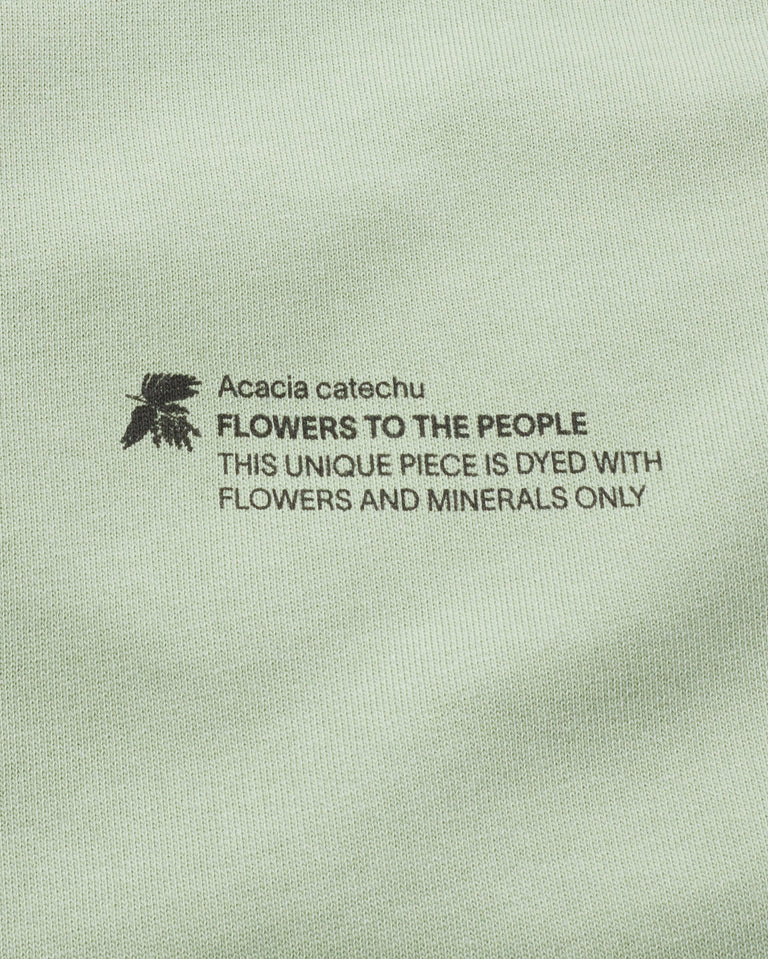 Acacia catechu
FLOWERS TO THE PEOPLE
THIS UNIQUE PIECE IS DYED WITH
FLOWERS AND MINERALS ONLY